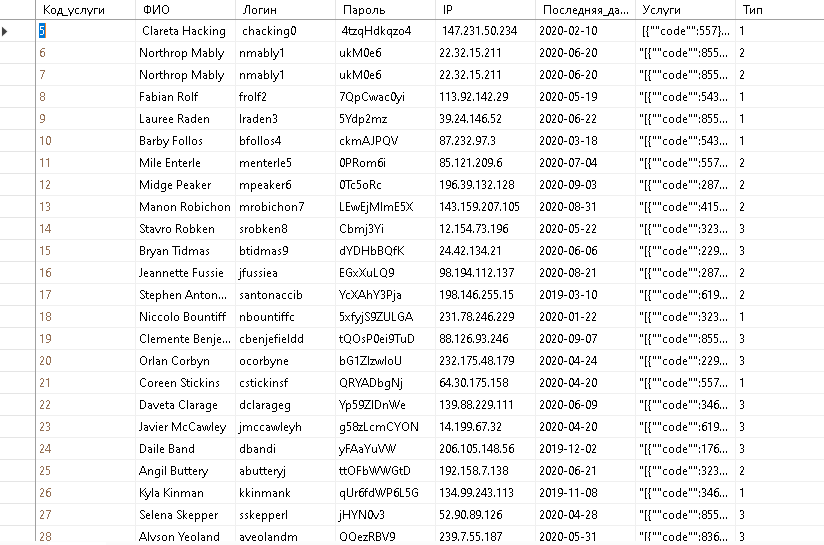 Код_услуги ФИО Логин Пароль IP Последняя_да... Услуги Тип
5 Clareta Hacking chacking0 4tzqHdkqzo4 147.231.50.234 2020-02-10 [{""code"":557}... 1
6 Northrop Mably nmably1 ukM0e6 22.32.15.211 2020-06-20 "[{""code"":855... 2
7 Northrop Mably nmably1 ukM0e6 22.32.15.211 2020-06-20 "[{""code"":855... 2
8 Fabian Rolf frolf2 7QpCwac0yi 113.92.142.29 2020-05-19 "[{""code"":543... 1
9 Lauree Raden lraden3 5Ydp2mz 39.24.146.52 2020-06-22 "[{""code"":855... 1
10 Barby Follos bfollos4 ckmAJPQV 87.232.97.3 2020-03-18 "[{""code"":543... 1
11 Mile Enterle menterle5 0PRom6i 85.121.209.6 2020-07-04 "[{""code"":557... 2
12 Midge Peaker mpeaker6 0Tc5oRc 196.39.132.128 2020-09-03 "[{""code"":287... 2
13 Manon Robichon mrobichon7 LEwEjMlmE5X 143.159.207.105 2020-08-31 "[{""code"":415... 2
14 Stavro Robken srobken8 Cbmj3Yi 12.154.73.196 2020-05-22 "[{""code"":323... 3
15 Bryan Tidmas btidmas9 dYDHbBQfK 24.42.134.21 2020-06-06 "[{""code"":229... 3
16 Jeannette Fussie jfussiea EGxXuLQ9 98.194.112.137 2020-08-21 "[{""code"":287... 2
17 Stephen Anton... santonaccib YcXAhY3Pja 198.146.255.15 2019-03-10 "[{""code"":619... 2
18 Niccolo Bountiff nbountiffc 5xfyjS9ZULGA 231.78.246.229 2020-01-22 "[{""code"":323... 1
19 Clemente Benje... cbenjefieldd tQOsP0ei9TuD 88.126.93.246 2020-09-07 "[{""code"":855... 3
20 Orlan Corbyn ocorbyne bG1ZIzwIoU 232.175.48.179 2020-04-24 "[{""code"":229... 3
21 Coreen Stickins cstickinsf QRYADbgNj 64.30.175.158 2020-04-20 "[{""code"":557... 1
22 Daveta Clarage dclarageg Yp59ZIDnWe 139.88.229.111 2020-06-09 "[{""code"":346... 3
23 Javier McCawley jmccawleyh g58zLcmCYON 14.199.67.32 2020-04-20 "[{""code"":619... 3
24 Daile Band dbandi yFAaYuVW 206.105.148.56 2019-12-02 "[{""code"":176... 3
25 Angil Buttery abutteryj ttOFbWWGtD 192.158.7.138 2020-06-21 "[{""code"":323... 2
26 Kyla Kinman kkinmank qUr6fdWP6L5G 134.99.243.113 2019-11-08 "[{""code"":346... 1
27 Selena Skepper sskepperl jHYN0v3 52.90.89.126 2020-04-28 "[{""code"":855... 3
28 Alyson Yeoland ayeolandm QQezRBV9 239.7.55.187 2020-05-31 "[{""code"":836... 3